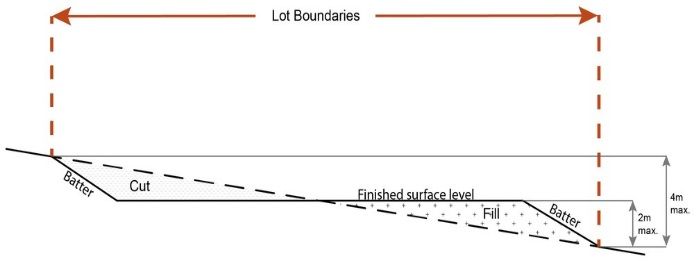 Lot Boundaries
Batter
Cut
Finished surface level
Fill
Batter
2m
max.
4m
max.